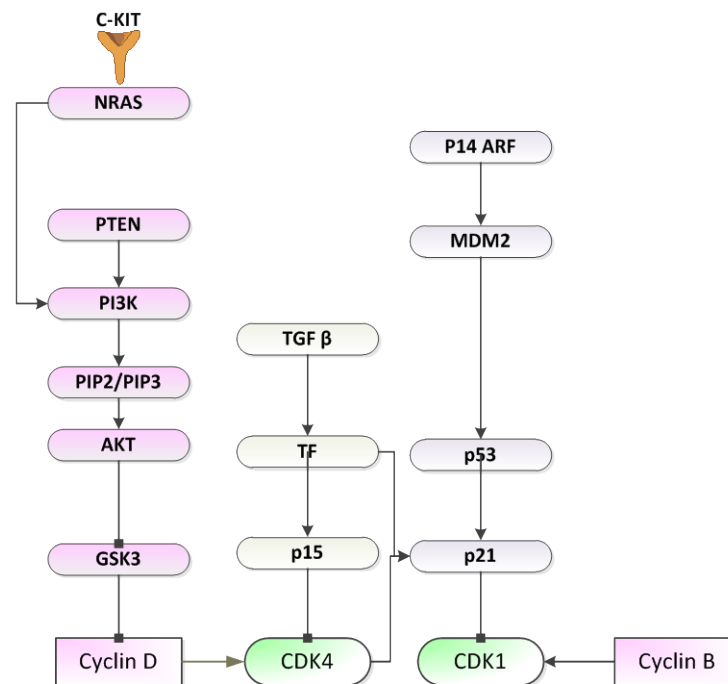 C-KIT
NRAS
P14 ARF
PTEN
MDM2
PI3K
TGF β
PIP2/PIP3
AKT
TF
p53
GSK3
p15
p21
Cyclin D
CDK4
CDK1
Cyclin B